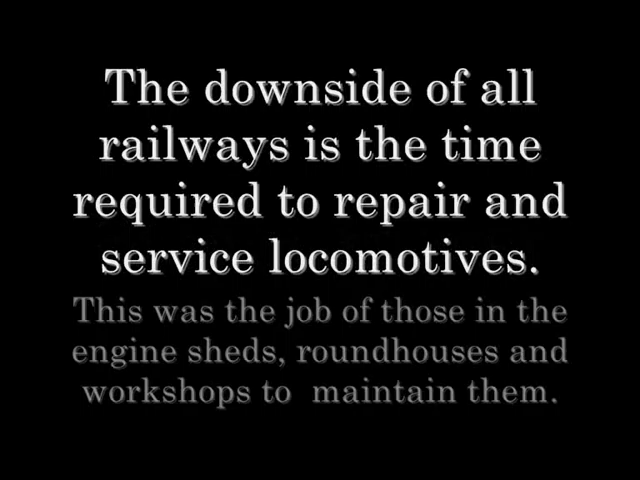 The downside of all
railways is the time
required to repair and
service locomotives.
This was the job of those in the
engine sheds, roundhouses and
workshops to  maintain them.